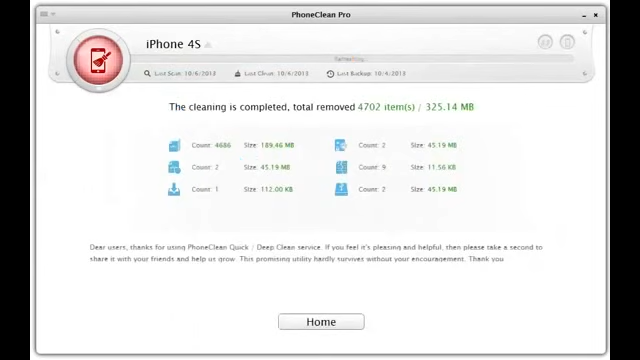 PhoneClean Pro
iPhone 4S
Refreshing
Last Scan: 10/6/2013 Last Clean: 10/6/2013 Last Backup: 10/4/2013
The cleaning is completed, total removed 4702 item(s) / 325.14 MB
Count: 4686 Size: 189.46 MB Count: 2 Size: 45.19 MB
Count: 2 Size: 45.19 MB Count: 9 Size: 11.56 KB
Count: 1 Size: 112.00 KB Count: 2 Size: 45.19 MB
Dear users, thanks for using PhoneClean Quick / Deep Clean service. If you feel it's pleasing and helpful, then please take a second to
share it with your friends and help us grow. This promising utility hardly survives without your encouragement. Thank you
Home